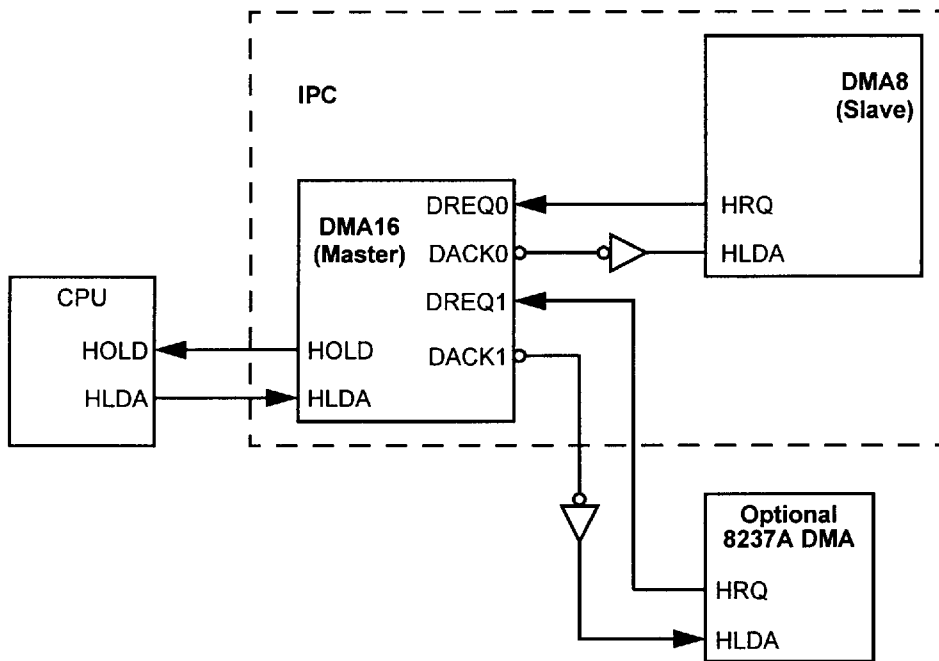 IPC
DMA8
(Slave)
HRQ
HLDA
DMA16
(Master)
DREQ0
DACK0
DREQ1
DACK1
HOLD
HLDA
CPU
HOLD
HLDA
Optional
8237A DMA
HRQ
HLDA